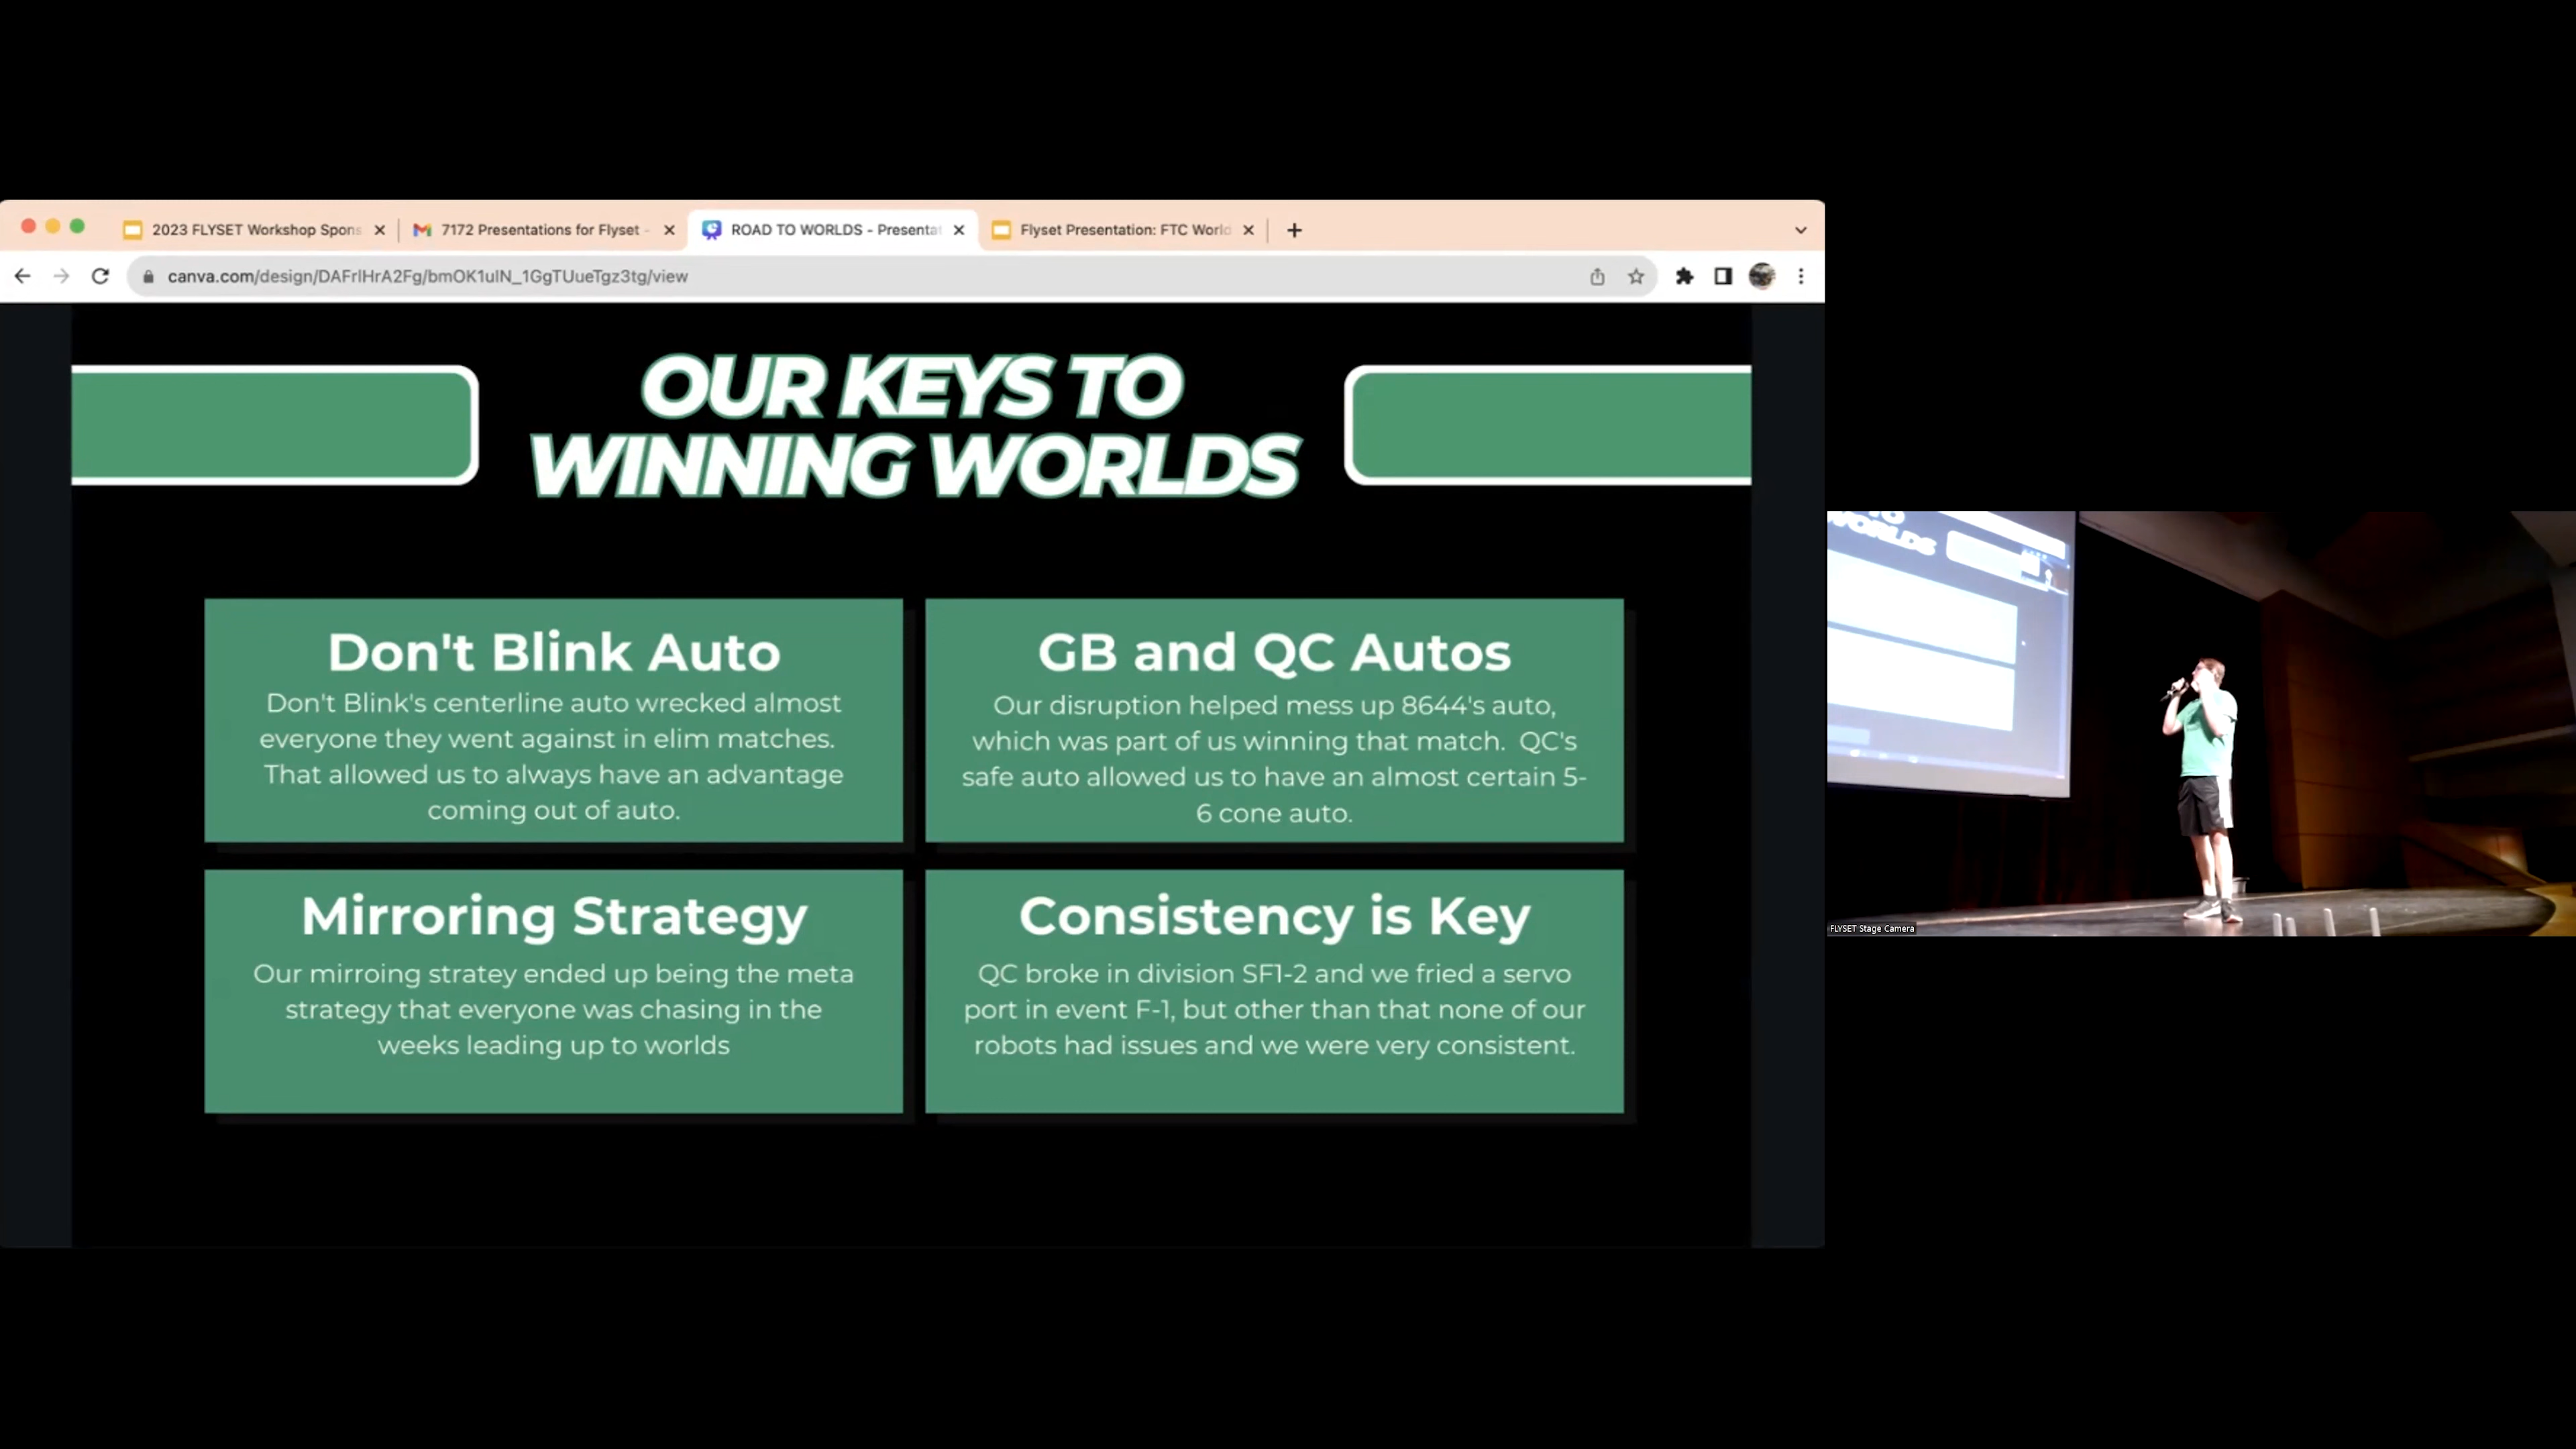 2023 FLYSET Workshop Spons
7172 Presentations for Flyset -
ROAD TO WORLDS - Presentat
Flyset Presentation: FTC World
canva.com/design/DAFrlHrA2Fg/bmOK1uIN_1GgTUueTgz3tg/view
OUR KEYS TO
WINNING WORLDS
Don't Blink Auto
Don't Blink's centerline auto wrecked almost
everyone they went against in elim matches.
That allowed us to always have an advantage
coming out of auto.
GB and QC Autos
Our disruption helped mess up 8644's auto,
which was part of us winning that match. QC's
safe auto allowed us to have an almost certain 5-
6 cone auto.
Mirroring Strategy
Our mirroing stratey ended up being the meta
strategy that everyone was chasing in the
weeks leading up to worlds
Consistency is Key
QC broke in division SF1-2 and we fried a servo
port in event F-1, but other than that none of our
robots had issues and we were very consistent.
TO
WORLDS
FLYSET Stage Camera